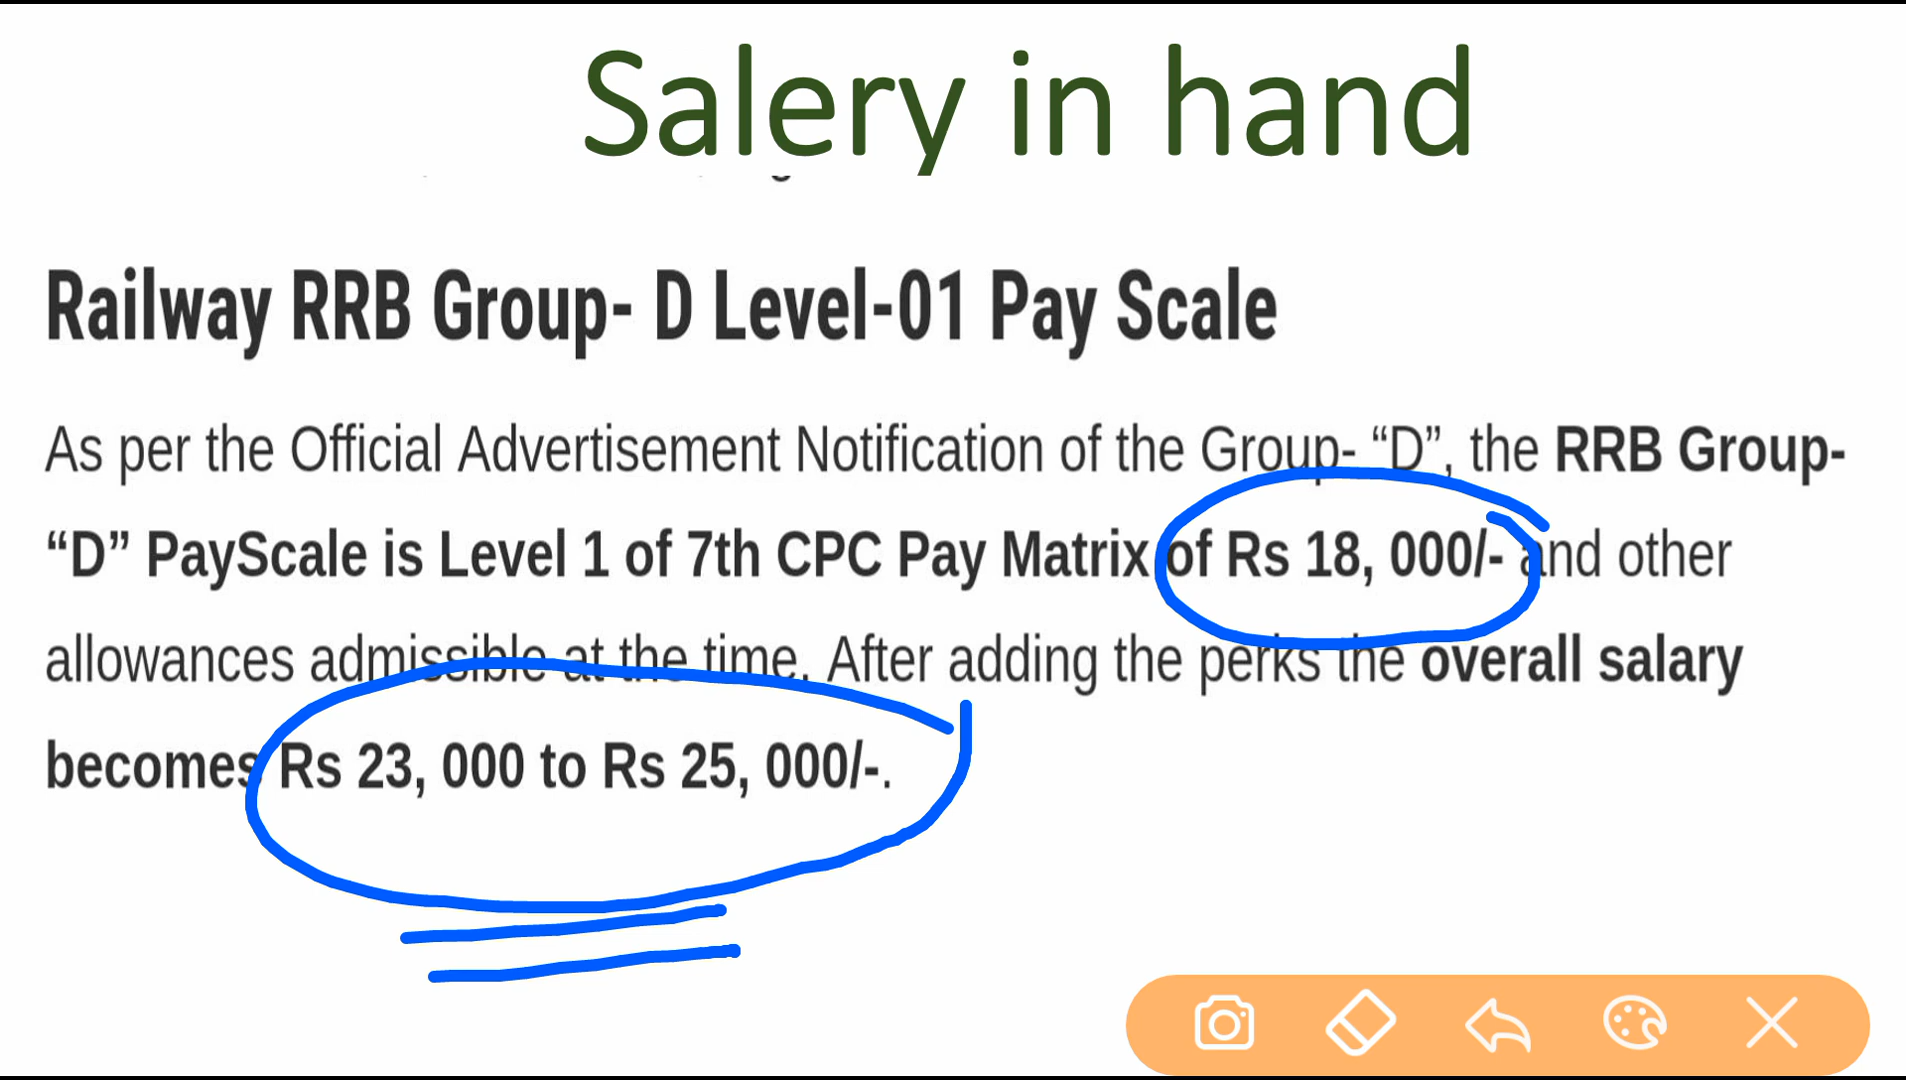 Salery in hand
Railway RRB Group- D Level-01 Pay Scale
As per the Official Advertisement Notification of the Group- “D”, the RRB Group-
“D” PayScale is Level 1 of 7th CPC Pay Matrix of Rs 18, 000/- and other
allowances admissible at the time. After adding the perks the overall salary
becomes Rs 23, 000 to Rs 25, 000/-.